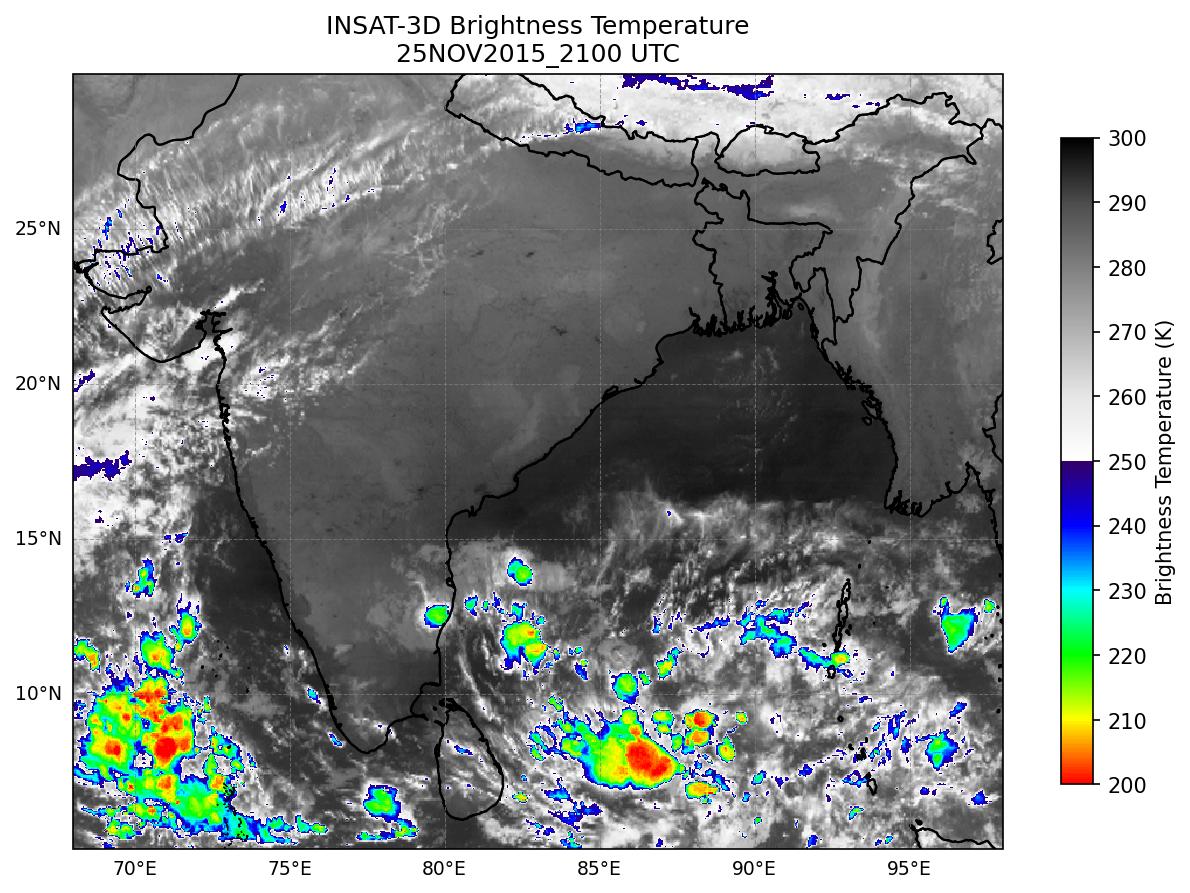 INSAT-3D Brightness Temperature
25NOV2015_2100 UTC
25°N
20°N
15°N
10°N
70°E
75°E
80°E
85°E
90°E
95°E
300
290
280
270
260
250
240
230
220
210
200
Brightness Temperature (K)